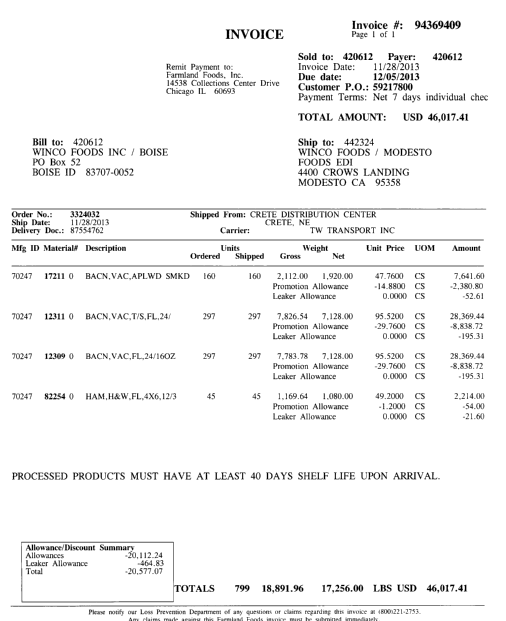 INVOICE
Invoice #: 94369409
Page 1 of 1
Remit Payment to:
Farmland Foods, Inc.
14538 Collections Center Drive
Chicago IL 60693
Sold to: 420612 Payer: 420612
Invoice Date: 11/28/2013
Due date: 12/05/2013
Customer P.O.: 59217800
Payment Terms: Net 7 days individual chec
TOTAL AMOUNT: USD 46,017.41
Bill to: 420612
WINCO FOODS INC / BOISE
PO Box 52
BOISE ID 83707-0052
Ship to: 442324
WINCO FOODS / MODESTO
FOODS EDI
4400 CROWS LANDING
MODESTO CA 95358
Order No.: 3324032 Shipped From: CRETE DISTRIBUTION CENTER
Ship Date: 11/28/2013 CRETE, NE
Delivery Doc.: 87554762 Carrier: TW TRANSPORT INC
Mfg ID Material# Description Units Weight Unit Price UOM Amount
Ordered Shipped Gross Net
70247 17211 0 BACN,VAC,APLWD SMKD 160 160 2,112.00 1,920.00 47.7600 CS 7,641.60
Promotion Allowance -14.8800 CS -2,380.80
Leaker Allowance 0.0000 CS -52.61
70247 12311 0 BACN,VAC,T/S,FL,24/ 297 297 7,826.54 7,128.00 95.5200 CS 28,369.44
Promotion Allowance -29.7600 CS -8,838.72
Leaker Allowance 0.0000 CS -195.31
70247 12309 0 BACN,VAC,FL,24/16OZ 297 297 7,783.78 7,128.00 95.5200 CS 28,369.44
Promotion Allowance -29.7600 CS -8,838.72
Leaker Allowance 0.0000 CS -195.31
70247 82254 0 HAM,H&W,FL,4X6,12/3 45 45 1,169.64 1,080.00 49.2000 CS 2,214.00
Promotion Allowance -1.2000 CS -54.00
Leaker Allowance 0.0000 CS -21.60
PROCESSED PRODUCTS MUST HAVE AT LEAST 40 DAYS SHELF LIFE UPON ARRIVAL.
Allowance/Discount Summary
Allowances -20,112.24
Leaker Allowance -464.83
Total -20,577.07
TOTALS 799 18,891.96 17,256.00 LBS USD 46,017.41
Please notify our Loss Prevention Department of any questions or claims regarding this invoice at (800)221-2753.
Any claims made against this Farmland Foods invoice must be submitted immediately.